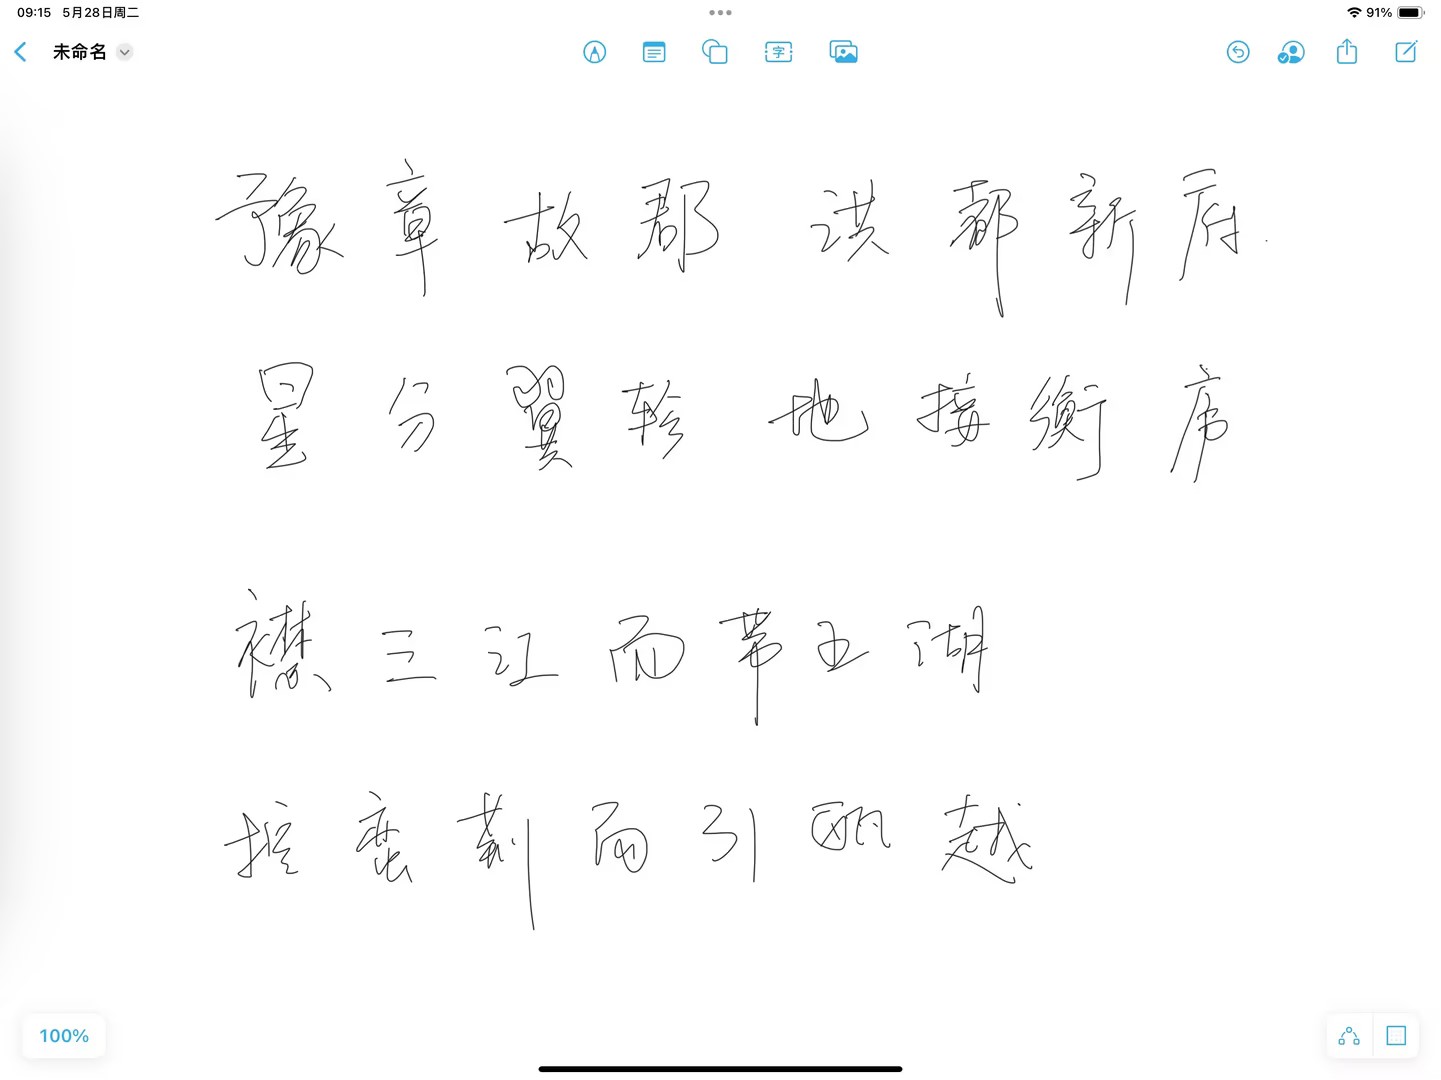 09:15 5月28日周二
91%
未命名
字
豫章故郡 洪都新府.
星分翼轸 地接衡庐
襟三江而带五湖
控蛮荆而引瓯越
100%